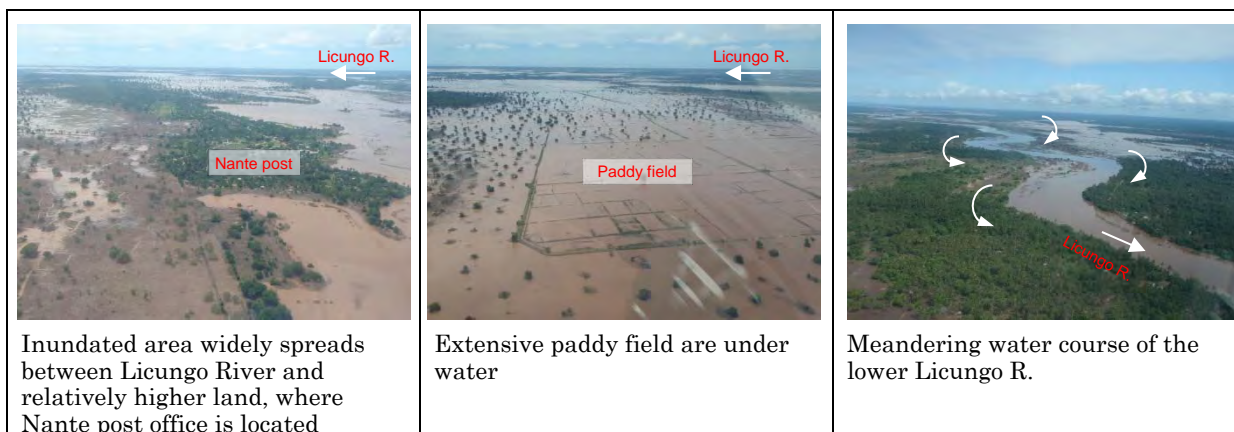 Licungo R.
Nante post
Licungo R.
Paddy field
Licungo R.
Inundated area widely spreads
between Licungo River and
relatively higher land, where
Nante post office is located
Extensive paddy field are under
water
Meandering water course of the
lower Licungo R.